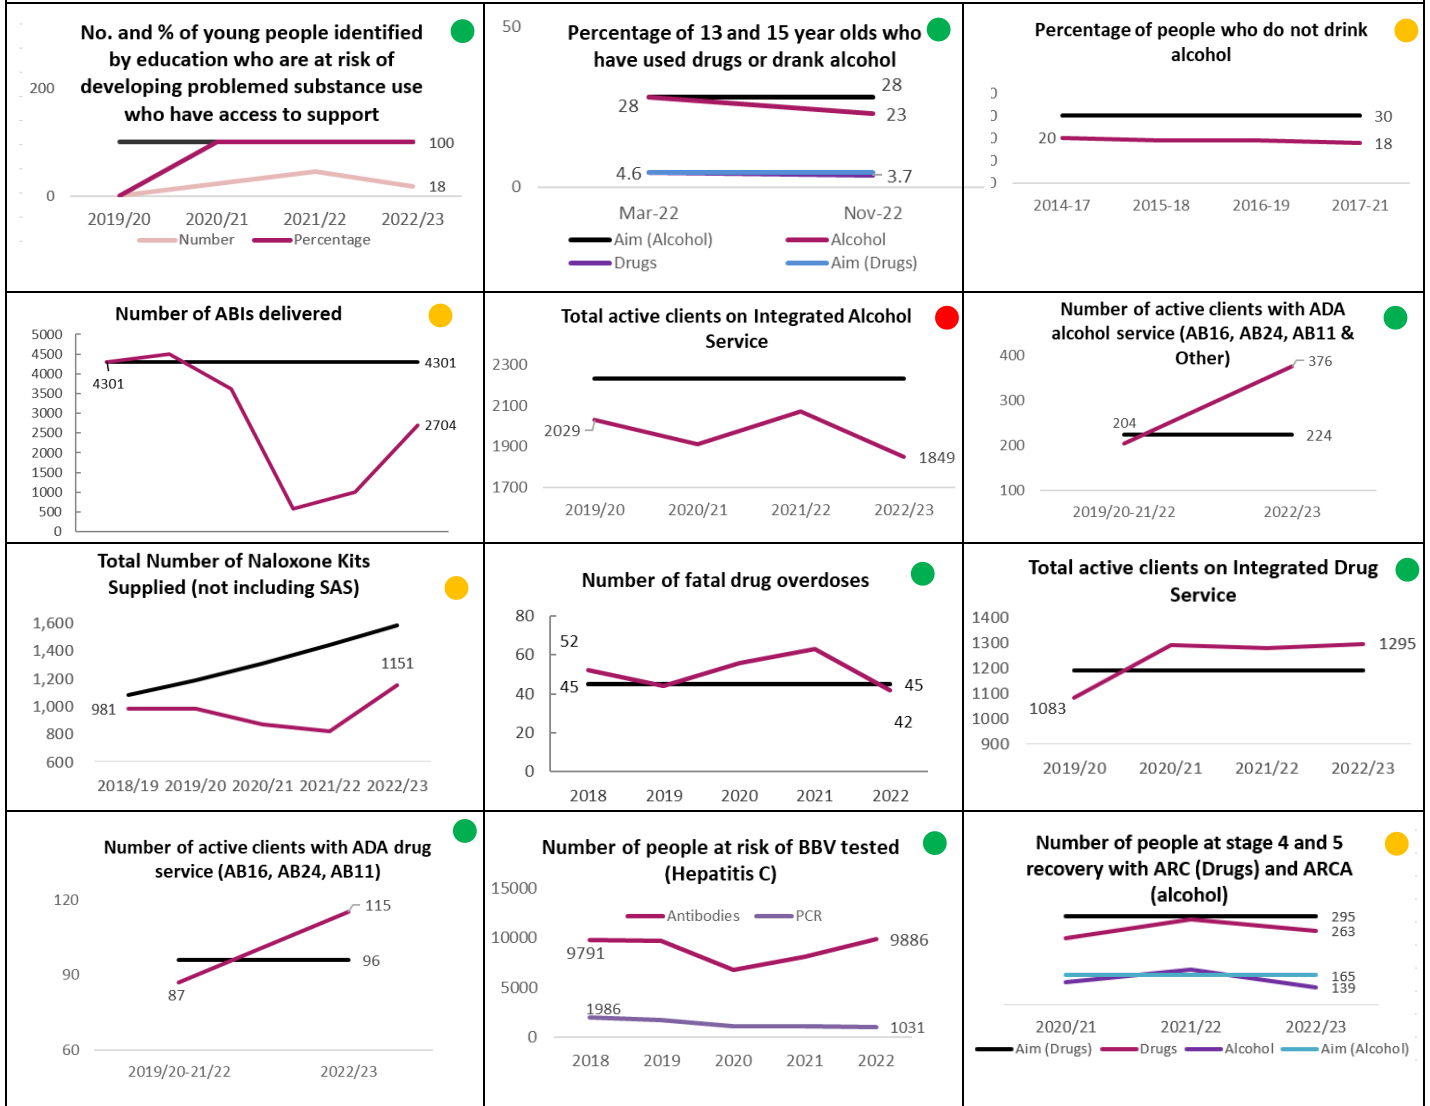 No. and % of young people identified
by education who are at risk of
developing problemed substance use
who have access to support
200
0
100
18
2019/20 2020/21 2021/22 2022/23
Number Percentage
50
Percentage of 13 and 15 year olds who
have used drugs or drank alcohol
28
28
23
4.6
3.7
0
Mar-22 Nov-22
Aim (Alcohol) Alcohol
Drugs Aim (Drugs)
Percentage of people who do not drink
alcohol
0
0
0
0
0
20
30
18
2014-17 2015-18 2016-19 2017-21
Number of ABIs delivered
5000
4500
4000
3500
3000
2500
2000
1500
1000
500
0
4301
4301
2704
Total active clients on Integrated Alcohol
Service
2300
2100
1900
1700
2029
1849
2019/20 2020/21 2021/22 2022/23
Number of active clients with ADA
alcohol service (AB16, AB24, AB11 &
Other)
400
300
200
100
204
376
224
2019/20-21/22 2022/23
Total Number of Naloxone Kits
Supplied (not including SAS)
1,600
1,400
1,200
1,000
800
600
981
1151
2018/19 2019/20 2020/21 2021/22 2022/23
Number of fatal drug overdoses
80
60
40
20
0
52
45
45
42
2018 2019 2020 2021 2022
Total active clients on Integrated Drug
Service
1400
1300
1200
1100
1000
900
1083
1295
2019/20 2020/21 2021/22 2022/23
Number of active clients with ADA drug
service (AB16, AB24, AB11)
120
90
60
87
115
96
2019/20-21/22 2022/23
Number of people at risk of BBV tested
(Hepatitis C)
15000
10000
5000
0
Antibodies PCR
9791
9886
1986
1031
2018 2019 2020 2021 2022
Number of people at stage 4 and 5
recovery with ARC (Drugs) and ARCA
(alcohol)
295
263
165
139
2020/21 2021/22 2022/23
Aim (Drugs) Drugs Alcohol Aim (Alcohol)